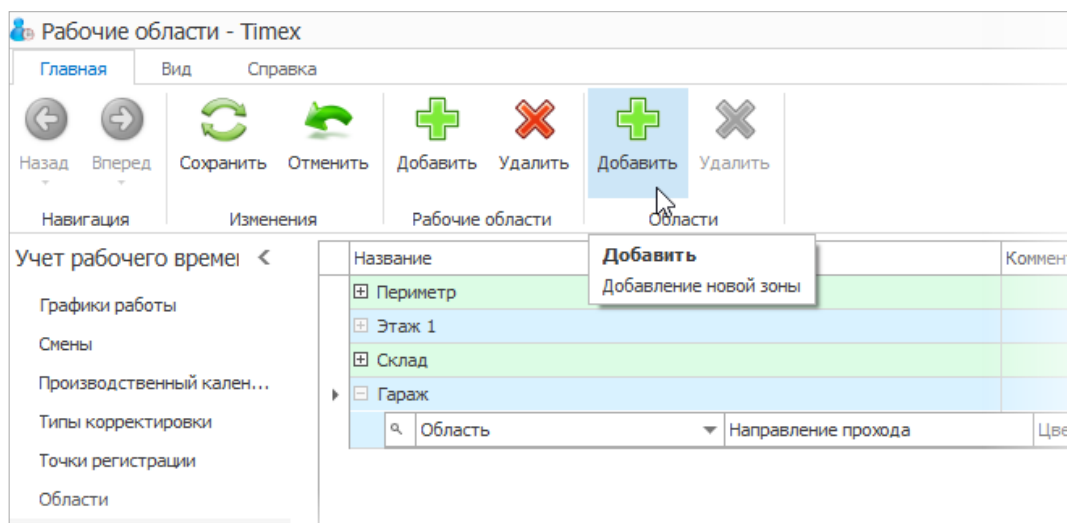 Рабочие области - Timex
Главная Вид Справка
Назад Вперед Сохранить Отменить Добавить Удалить Добавить Удалить
Навигация Изменения Рабочие области Области
Учет рабочего времен
Графики работы
Смены
Производственный кален...
Типы корректировки
Точки регистрации
Области
Название Коммент
Периметр
Этаж 1
Склад
Гараж
Область Направление прохода Цве
Добавить
Добавление новой зоны